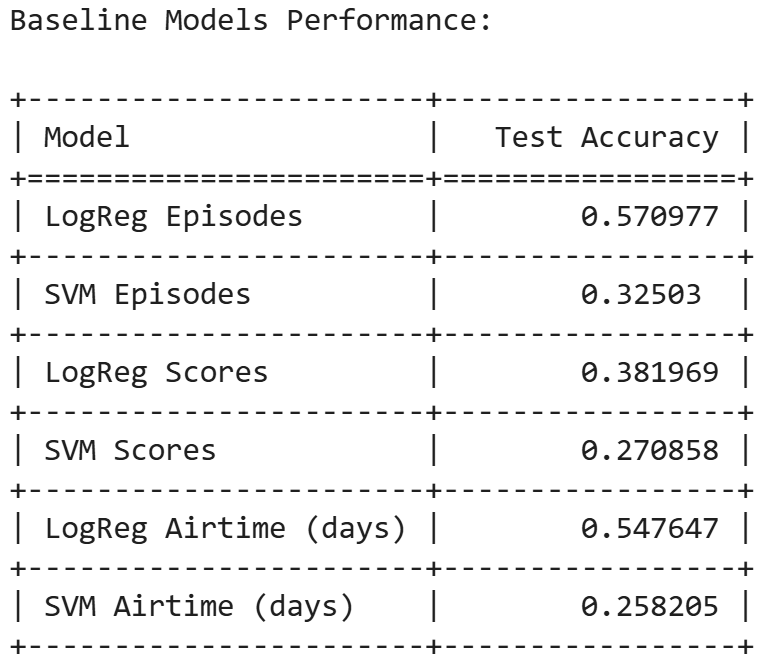 Baseline Models Performance:
+-----------------------+-----------------+
| Model                 |   Test Accuracy |
+=======================+=================+
| LogReg Episodes       |        0.570977 |
+-----------------------+-----------------+
| SVM Episodes          |        0.32503  |
+-----------------------+-----------------+
| LogReg Scores         |        0.381969 |
+-----------------------+-----------------+
| SVM Scores            |        0.270858 |
+-----------------------+-----------------+
| LogReg Airtime (days) |        0.547647 |
+-----------------------+-----------------+
| SVM Airtime (days)    |        0.258205 |
+-----------------------+-----------------+